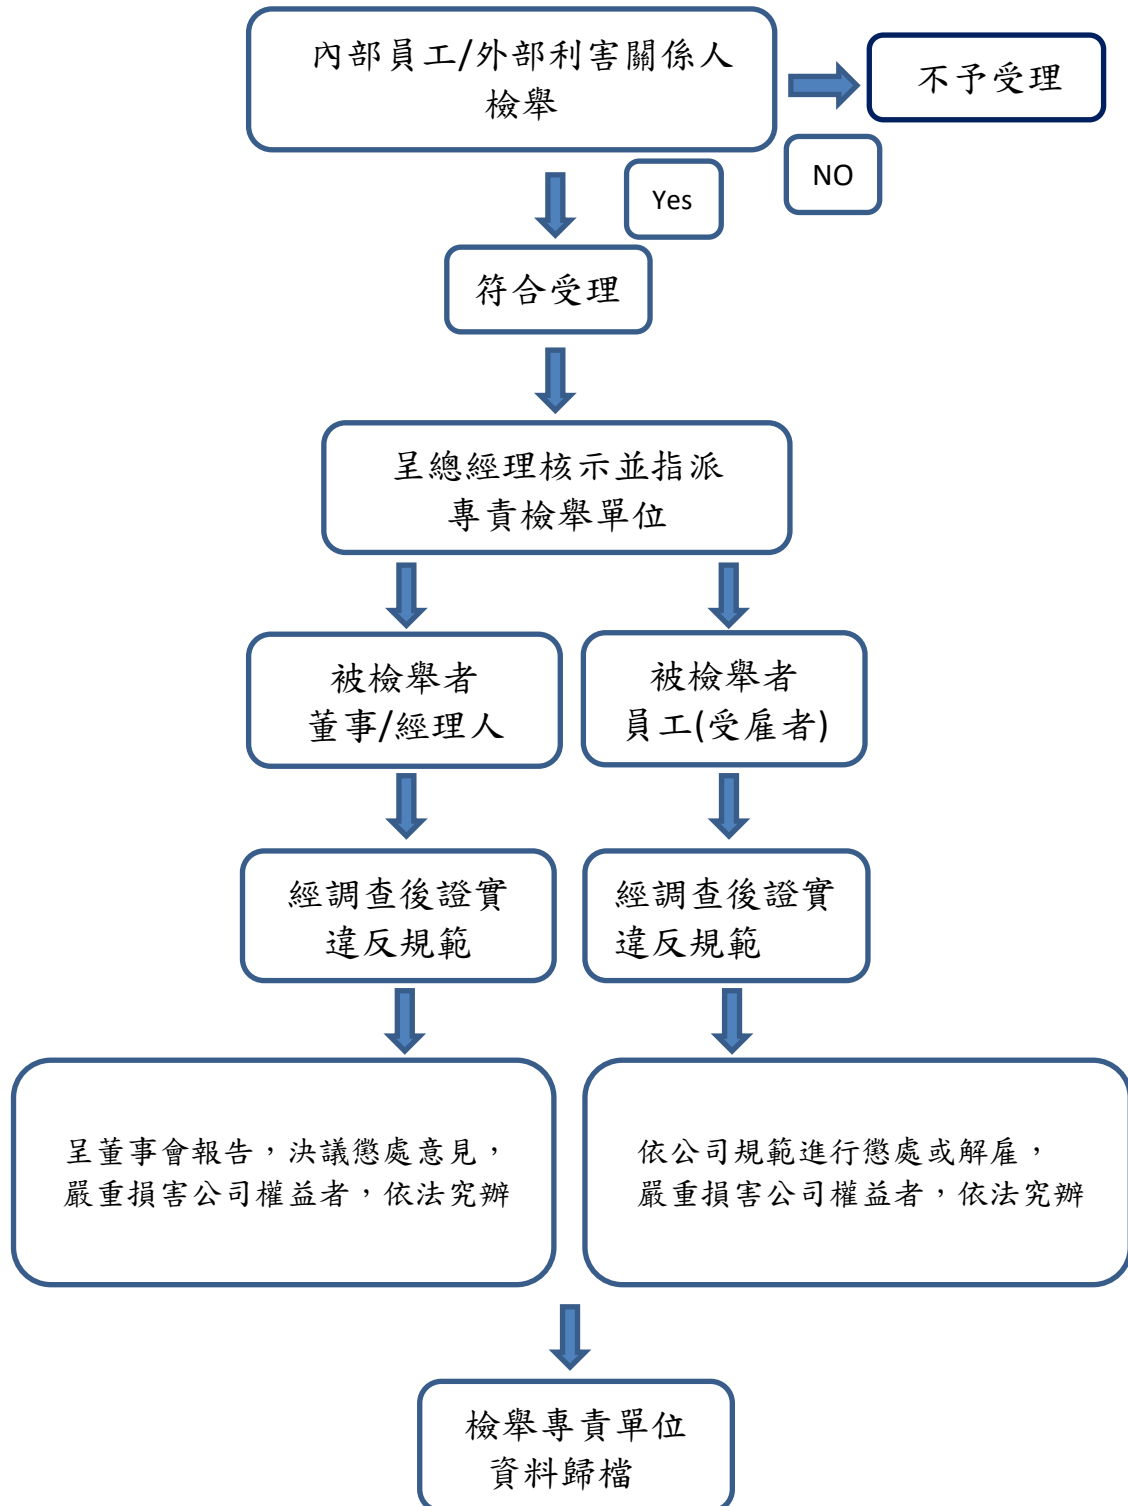 內部員工/外部利害關係人
檢舉
不予受理
Yes
NO
符合受理
呈總經理核示並指派
專責檢舉單位
被檢舉者
董事/經理人
被檢舉者
員工(受雇者)
經調查後證實
違反規範
經調查後證實
違反規範
呈董事會報告，決議懲處意見，
嚴重損害公司權益者，依法究辦
依公司規範進行懲處或解雇，
嚴重損害公司權益者，依法究辦
檢舉專責單位
資料歸檔